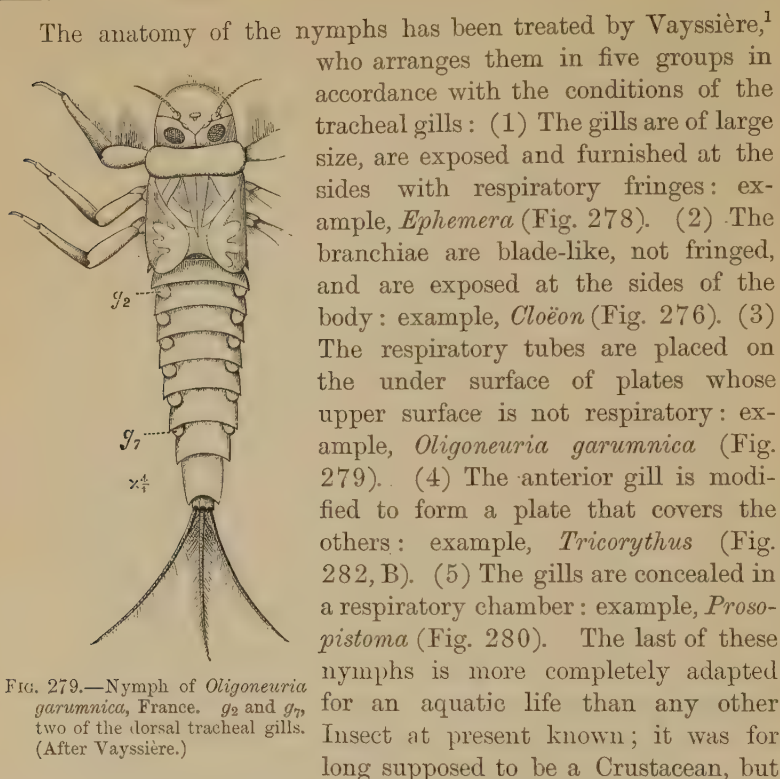 The anatomy of the nymphs has been treated by Vayssière,¹
who arranges them in five groups in
accordance with the conditions of the
tracheal gills : (1) The gills are of large
size, are exposed and furnished at the
sides with respiratory fringes : ex-
ample, Ephemera (Fig. 278). (2) The
branchiae are blade-like, not fringed,
and are exposed at the sides of the
body : example, Cloëon (Fig. 276). (3)
The respiratory tubes are placed on
the under surface of plates whose
upper surface is not respiratory : ex-
ample, Oligoneuria garumnica (Fig.
279). (4) The anterior gill is modi-
fied to form a plate that covers the
others : example, Tricorythus (Fig.
282, B). (5) The gills are concealed in
a respiratory chamber : example, Proso-
pistoma (Fig. 280). The last of these
nymphs is more completely adapted
for an aquatic life than any other
Insect at present known ; it was for
long supposed to be a Crustacean, but
g2
g7
x 4/1
FIG. 279.—Nymph of Oligoneuria
garumnica, France. g2 and g7,
two of the dorsal tracheal gills.
(After Vayssière.)